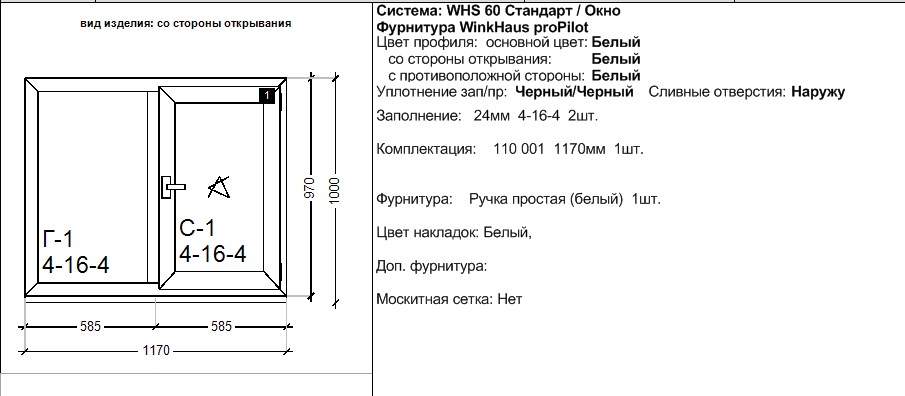 вид изделия: со стороны открывания
1
Г-1
4-16-4
С-1
4-16-4
970
1000
585
585
1170
Система: WHS 60 Стандарт / Окно
Фурнитура WinkHaus proPilot
Цвет профиля: основной цвет: Белый
со стороны открывания: Белый
с противоположной стороны: Белый
Уплотнение зап/пр: Черный/Черный Сливные отверстия: Наружу
Заполнение: 24мм 4-16-4 2шт.
Комплектация: 110 001 1170мм 1шт.
Фурнитура: Ручка простая (белый) 1шт.
Цвет накладок: Белый,
Доп. фурнитура:
Москитная сетка: Нет